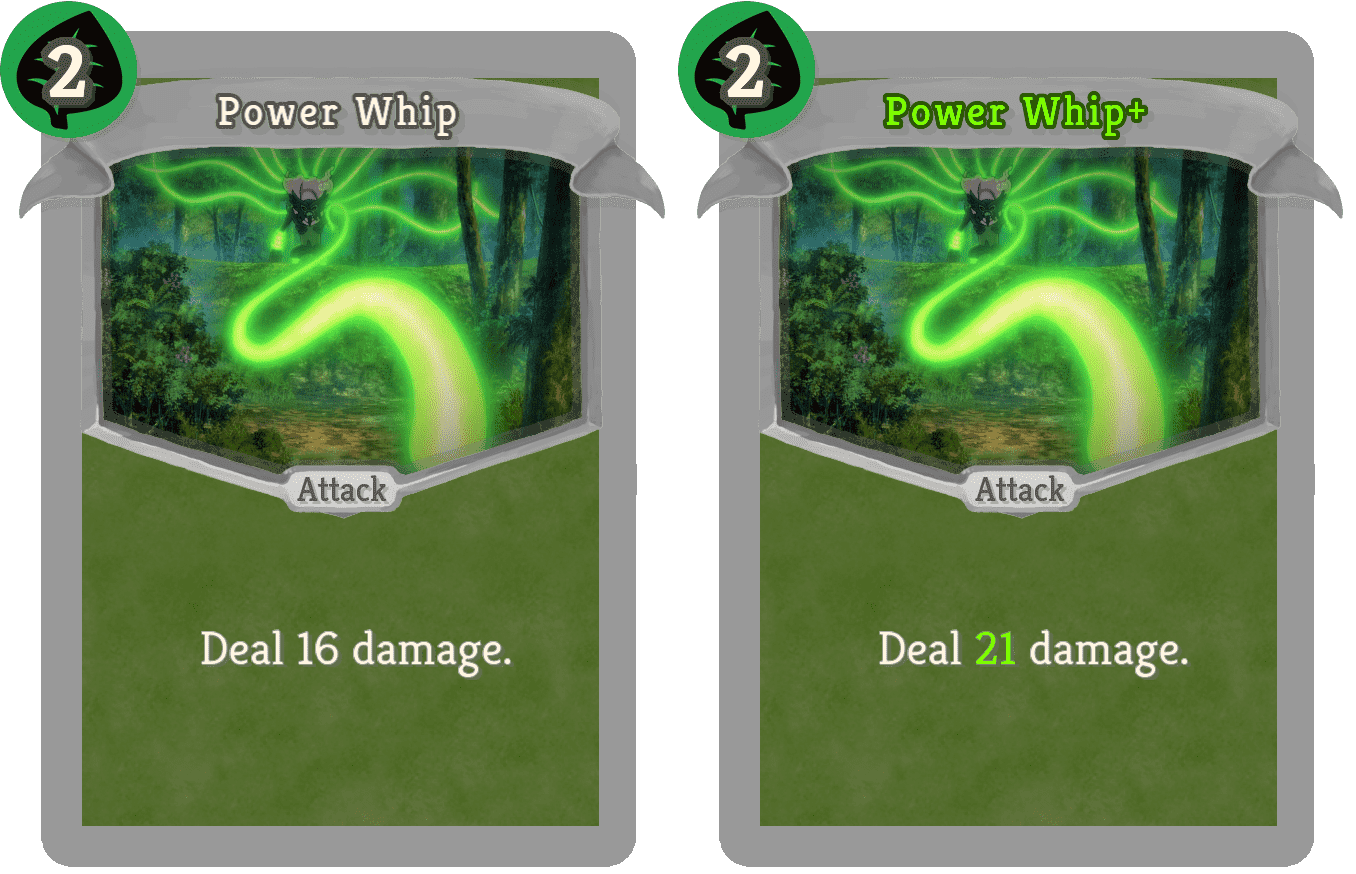 2
Power Whip
Attack
Deal 16 damage.
2
Power Whip+
Attack
Deal 21 damage.